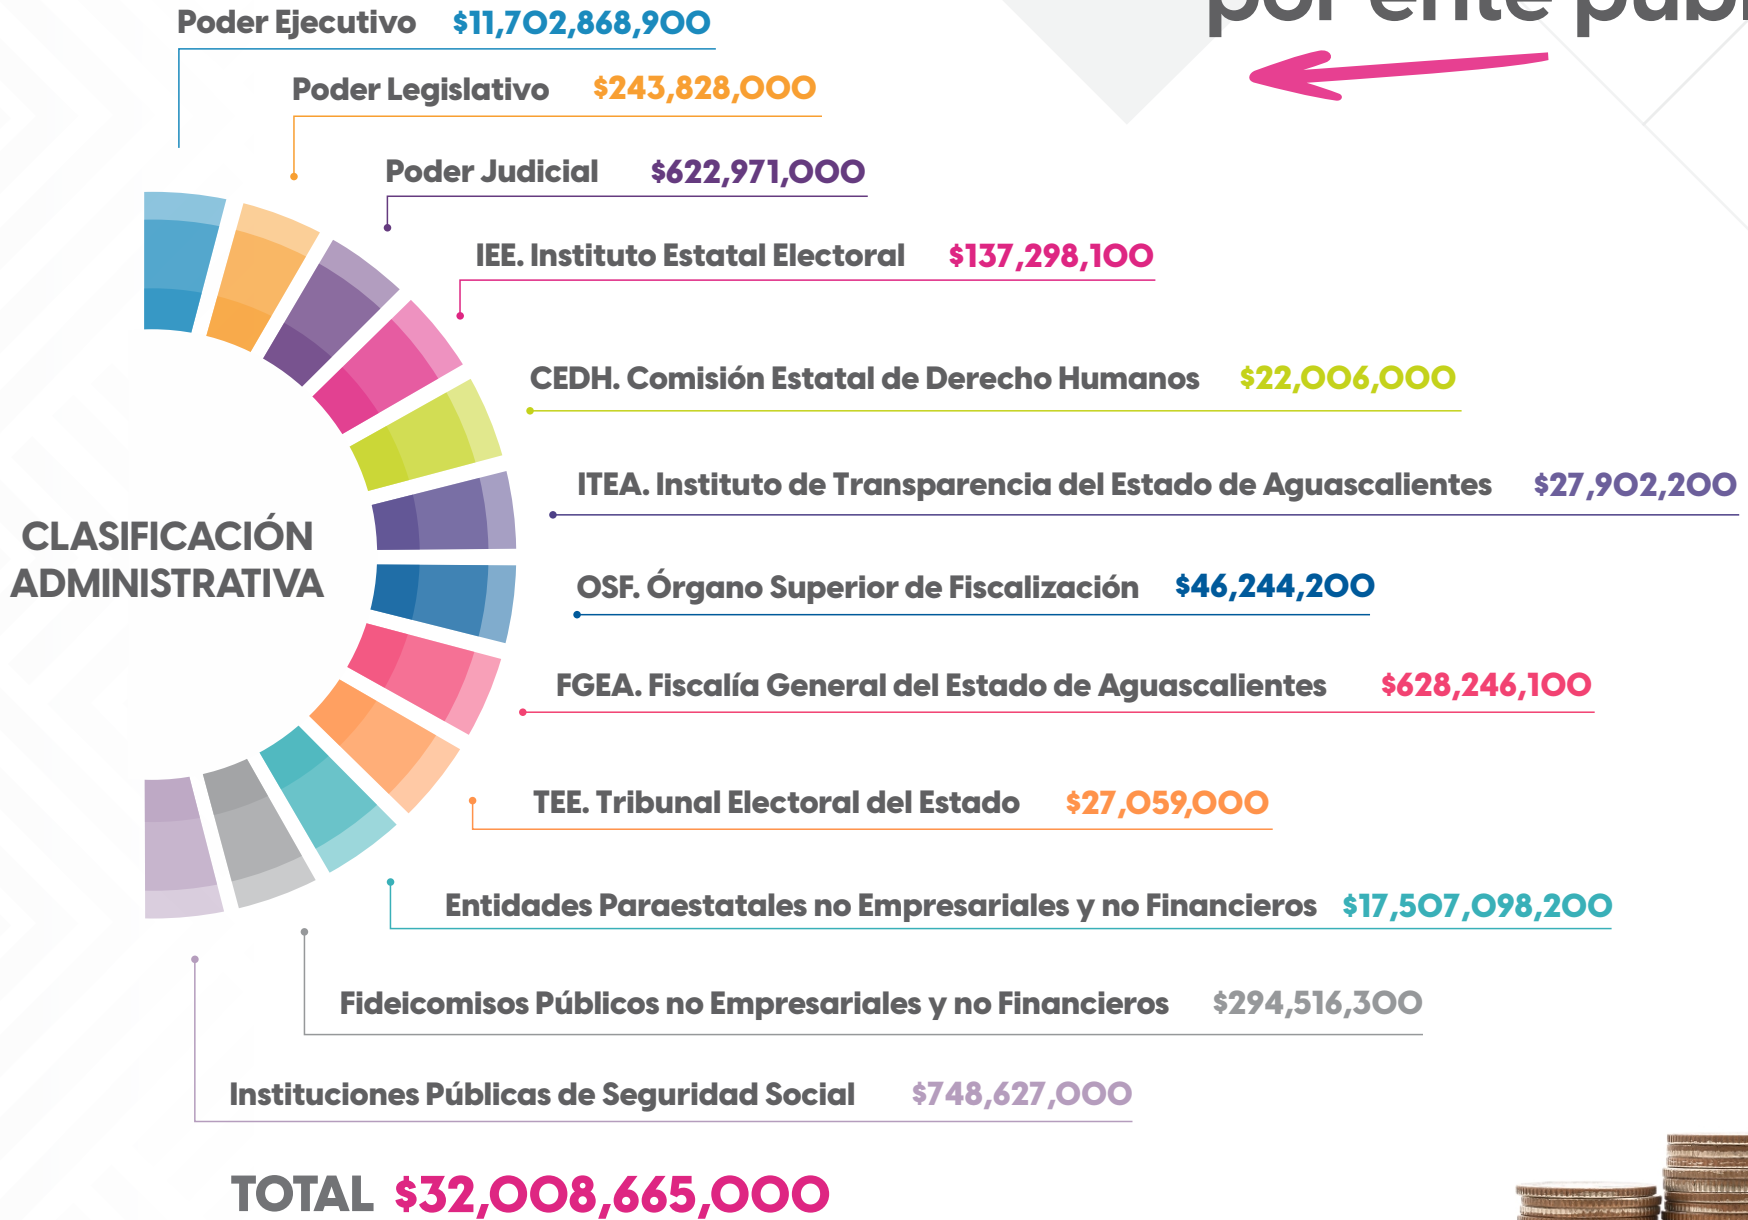 por ente públ
Poder Ejecutivo $11,702,868,900
Poder Legislativo $243,828,000
Poder Judicial $622,971,000
IEE. Instituto Estatal Electoral $137,298,100
CEDH. Comisión Estatal de Derecho Humanos $22,006,000
ITEA. Instituto de Transparencia del Estado de Aguascalientes $27,902,200
CLASIFICACIÓN
ADMINISTRATIVA
OSF. Órgano Superior de Fiscalización $46,244,200
FGEA. Fiscalía General del Estado de Aguascalientes $628,246,100
TEE. Tribunal Electoral del Estado $27,059,000
Entidades Paraestatales no Empresariales y no Financieros $17,507,098,200
Fideicomisos Públicos no Empresariales y no Financieros $294,516,300
Instituciones Públicas de Seguridad Social $748,627,000
TOTAL $32,008,665,000